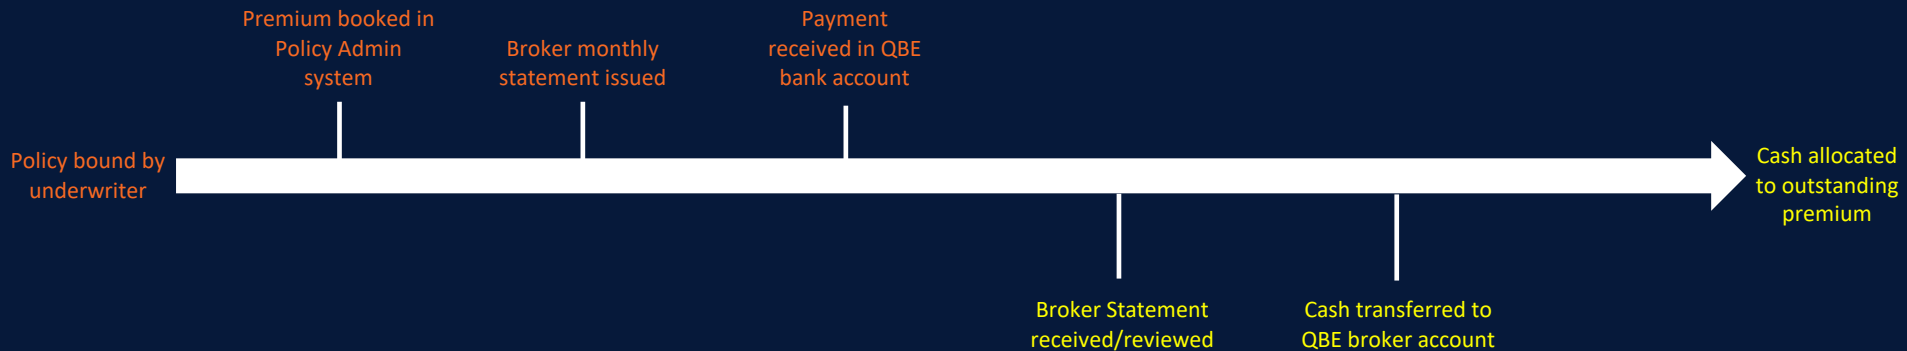 Premium booked in
Policy Admin
system
Broker monthly
statement issued
Payment
received in QBE
bank account
Policy bound by
underwriter
Cash allocated
to outstanding
premium
Broker Statement
received/reviewed
Cash transferred to
QBE broker account